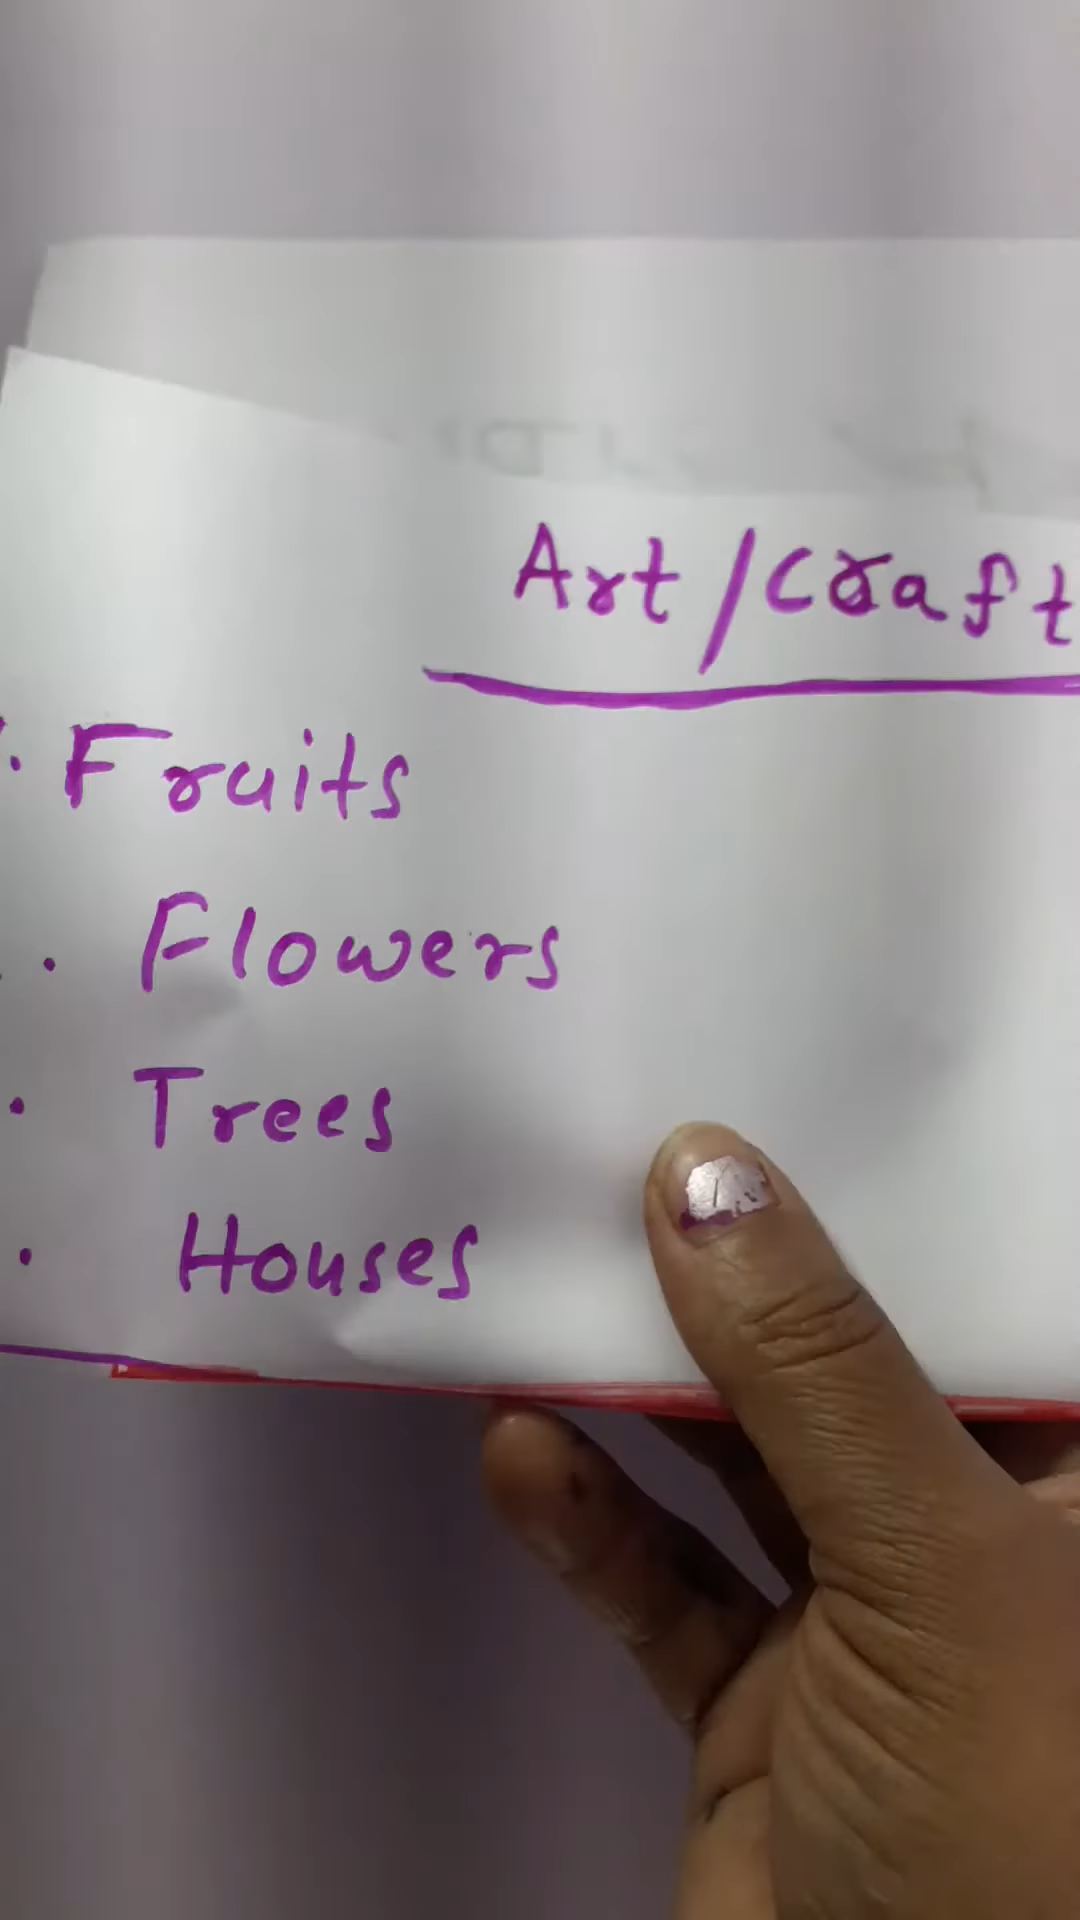 Art/Craft
. Fruits
. Flowers
. Trees
. Houses